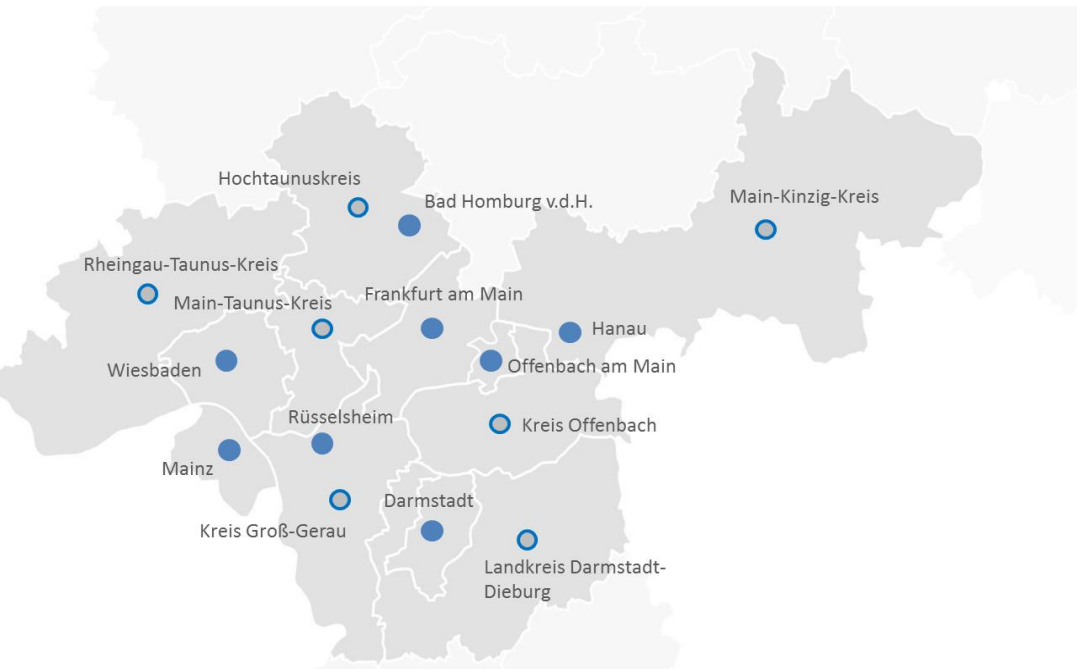 Hochtaunuskreis
Bad Homburg v.d.H.
Main-Kinzig-Kreis
Rheingau-Taunus-Kreis
Main-Taunus-Kreis
Frankfurt am Main
Hanau
Wiesbaden
Offenbach am Main
Rüsselsheim
Kreis Offenbach
Mainz
Darmstadt
Kreis Groß-Gerau
Landkreis Darmstadt-
Dieburg